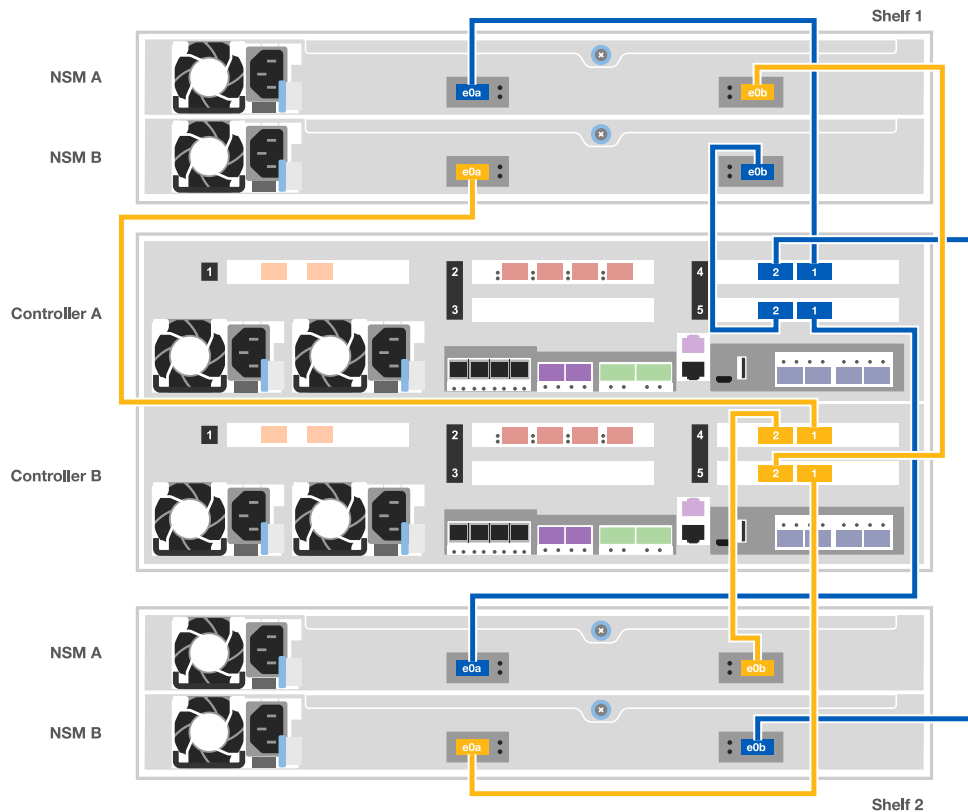 Shelf 1
NSM A
e0a
e0b
NSM B
e0a
e0b
Controller A
1
2
4
2
1
3
5
2
1
Controller B
1
2
4
2
1
3
5
2
1
NSM A
e0a
e0b
NSM B
e0a
e0b
Shelf 2